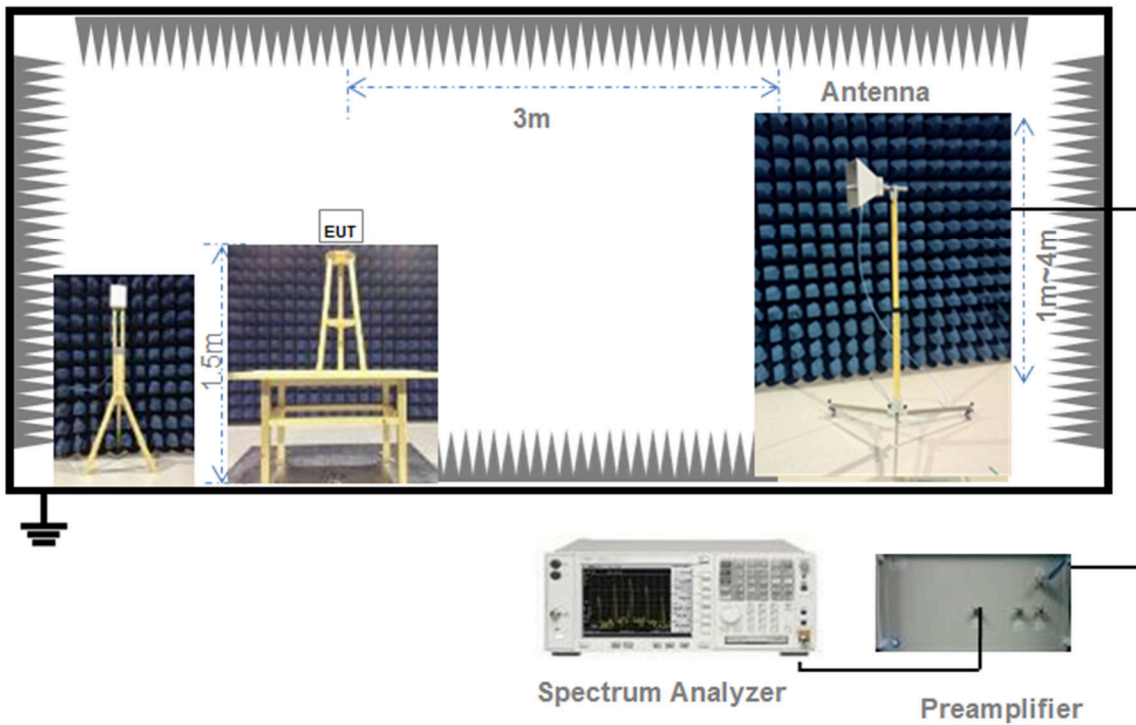 Antenna
3m
EUT
1.5m
1m~4m
Spectrum Analyzer
Preamplifier